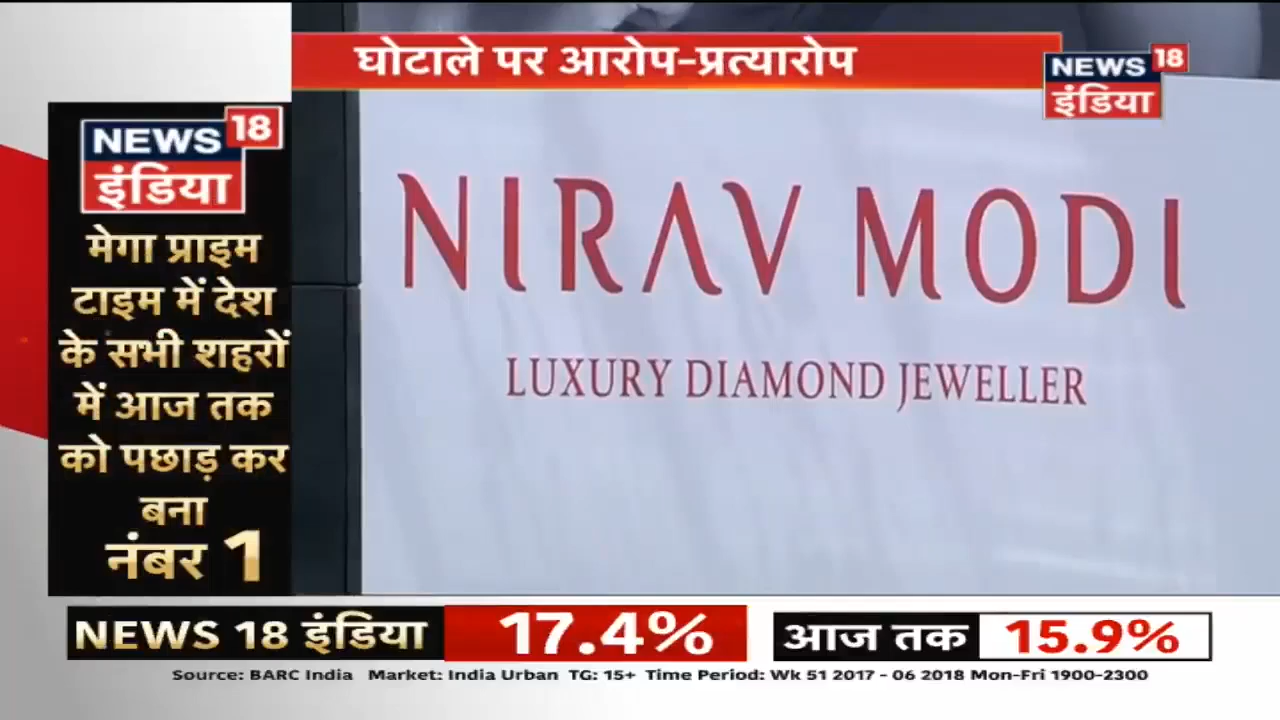 घोटाले पर आरोप-प्रत्यारोप
NEWS 18
इंडिया
NEWS 18
इंडिया
मेगा प्राइम
टाइम में देश
के सभी शहरों
में आज तक
को पछाड़ कर
बना
नंबर 1
NIRAV MODI
LUXURY DIAMOND JEWELLER
NEWS 18 इंडिया 17.4% आज तक 15.9%
Source: BARC India Market: India Urban TG: 15+ Time Period: Wk 51 2017 - 06 2018 Mon-Fri 1900-2300